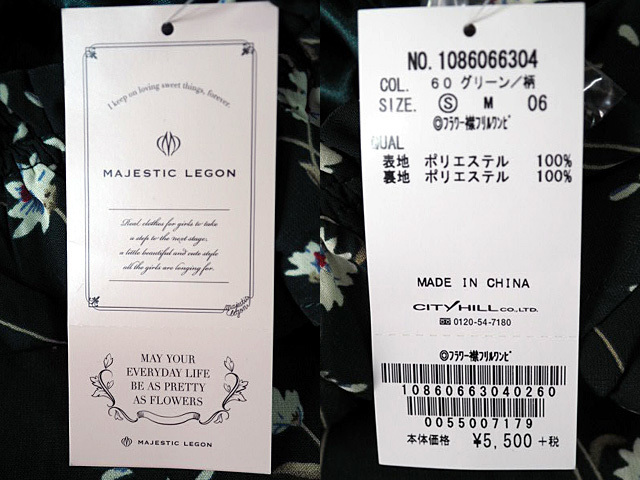 I keep on loving sweet things, forever.
MAJESTIC LEGON
Real clothes for girls to take
a step to the next stage,
a little beautiful and cute style
all the girls are longing for.
majestic
legon
MAY YOUR
EVERYDAY LIFE
BE AS PRETTY
AS FLOWERS
MAJESTIC LEGON
NO. 1086066304
COL. 60 グリーン/柄
SIZE. Ⓢ M 06
◎フラワー襟フリルワンピ
QUAL
表地 ポリエステル 100%
裏地 ポリエステル 100%
MADE IN CHINA
CITY HILL CO.,LTD.
0120-54-7180
◎フラワー襟フリルワンピ
10860663040260
0055007179
本体価格 ¥5,500 +税